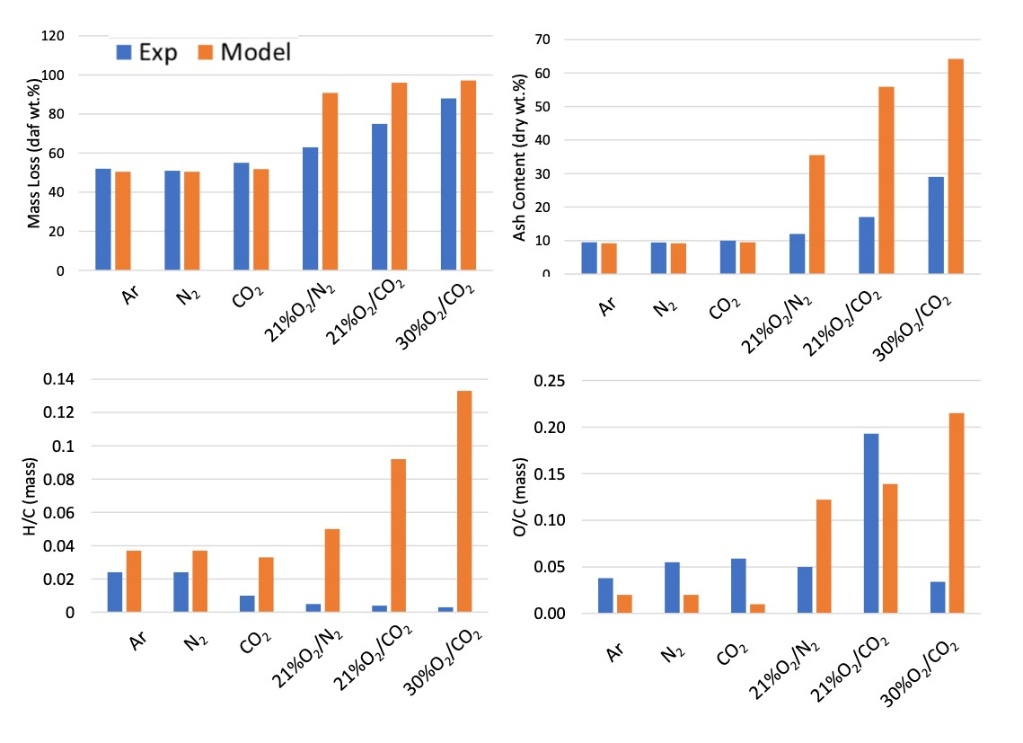 Exp Model
Mass Loss (daf wt.%)
120
100
80
60
40
20
0
Ar
N₂
CO₂
21%O₂/N₂
21%O₂/CO₂
30%O₂/CO₂
Ash Content (dry wt.%)
70
60
50
40
30
20
10
0
Ar
N₂
CO₂
21%O₂/N₂
21%O₂/CO₂
30%O₂/CO₂
H/C (mass)
0.14
0.12
0.1
0.08
0.06
0.04
0.02
0
Ar
N₂
CO₂
21%O₂/N₂
21%O₂/CO₂
30%O₂/CO₂
O/C (mass)
0.25
0.20
0.15
0.10
0.05
0.00
Ar
N₂
CO₂
21%O₂/N₂
21%O₂/CO₂
30%O₂/CO₂